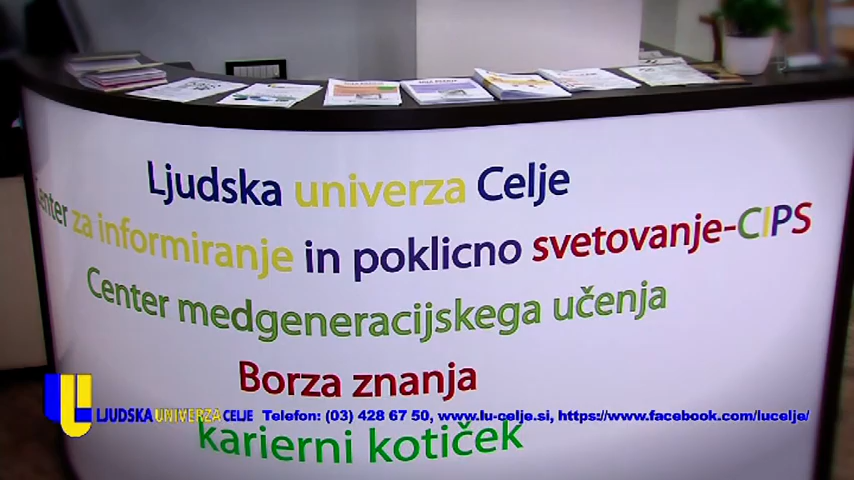 Ljudska univerza Celje
Center za informiranje in poklicno svetovanje-CIPS
Center medgeneracijskega učenja
Borza znanja
LJUDSKA UNIVERZA CELJE Telefon: (03) 428 67 50, www.lu-celje.si, https://www.facebook.com/lucelje/
karierni kotiček